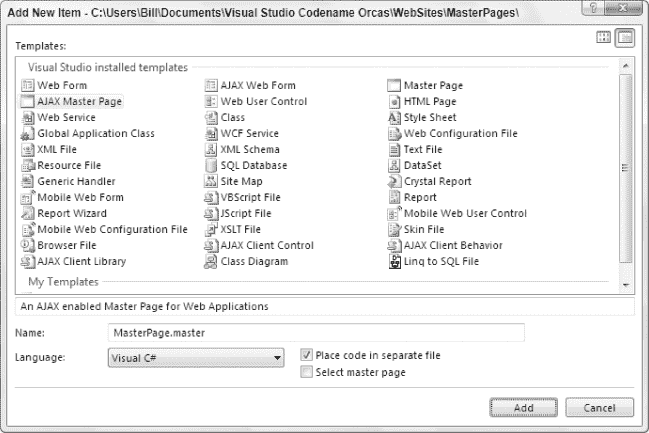 Add New Item - C:\Users\Bill\Documents\Visual Studio Codename Orcas\WebSites\MasterPages\
Templates:
Visual Studio installed templates
Web Form AJAX Web Form Master Page
AJAX Master Page Web User Control HTML Page
Web Service Class Style Sheet
Global Application Class WCF Service Web Configuration File
XML File XML Schema Text File
Resource File SQL Database DataSet
Generic Handler Site Map Crystal Report
Mobile Web Form VBScript File Report
Report Wizard JScript File Mobile Web User Control
Mobile Web Configuration File XSLT File Skin File
Browser File AJAX Client Control AJAX Client Behavior
AJAX Client Library Class Diagram Linq to SQL File
My Templates
An AJAX enabled Master Page for Web Applications
Name: MasterPage.master
Language: Visual C# Place code in separate file
Select master page
Add Cancel